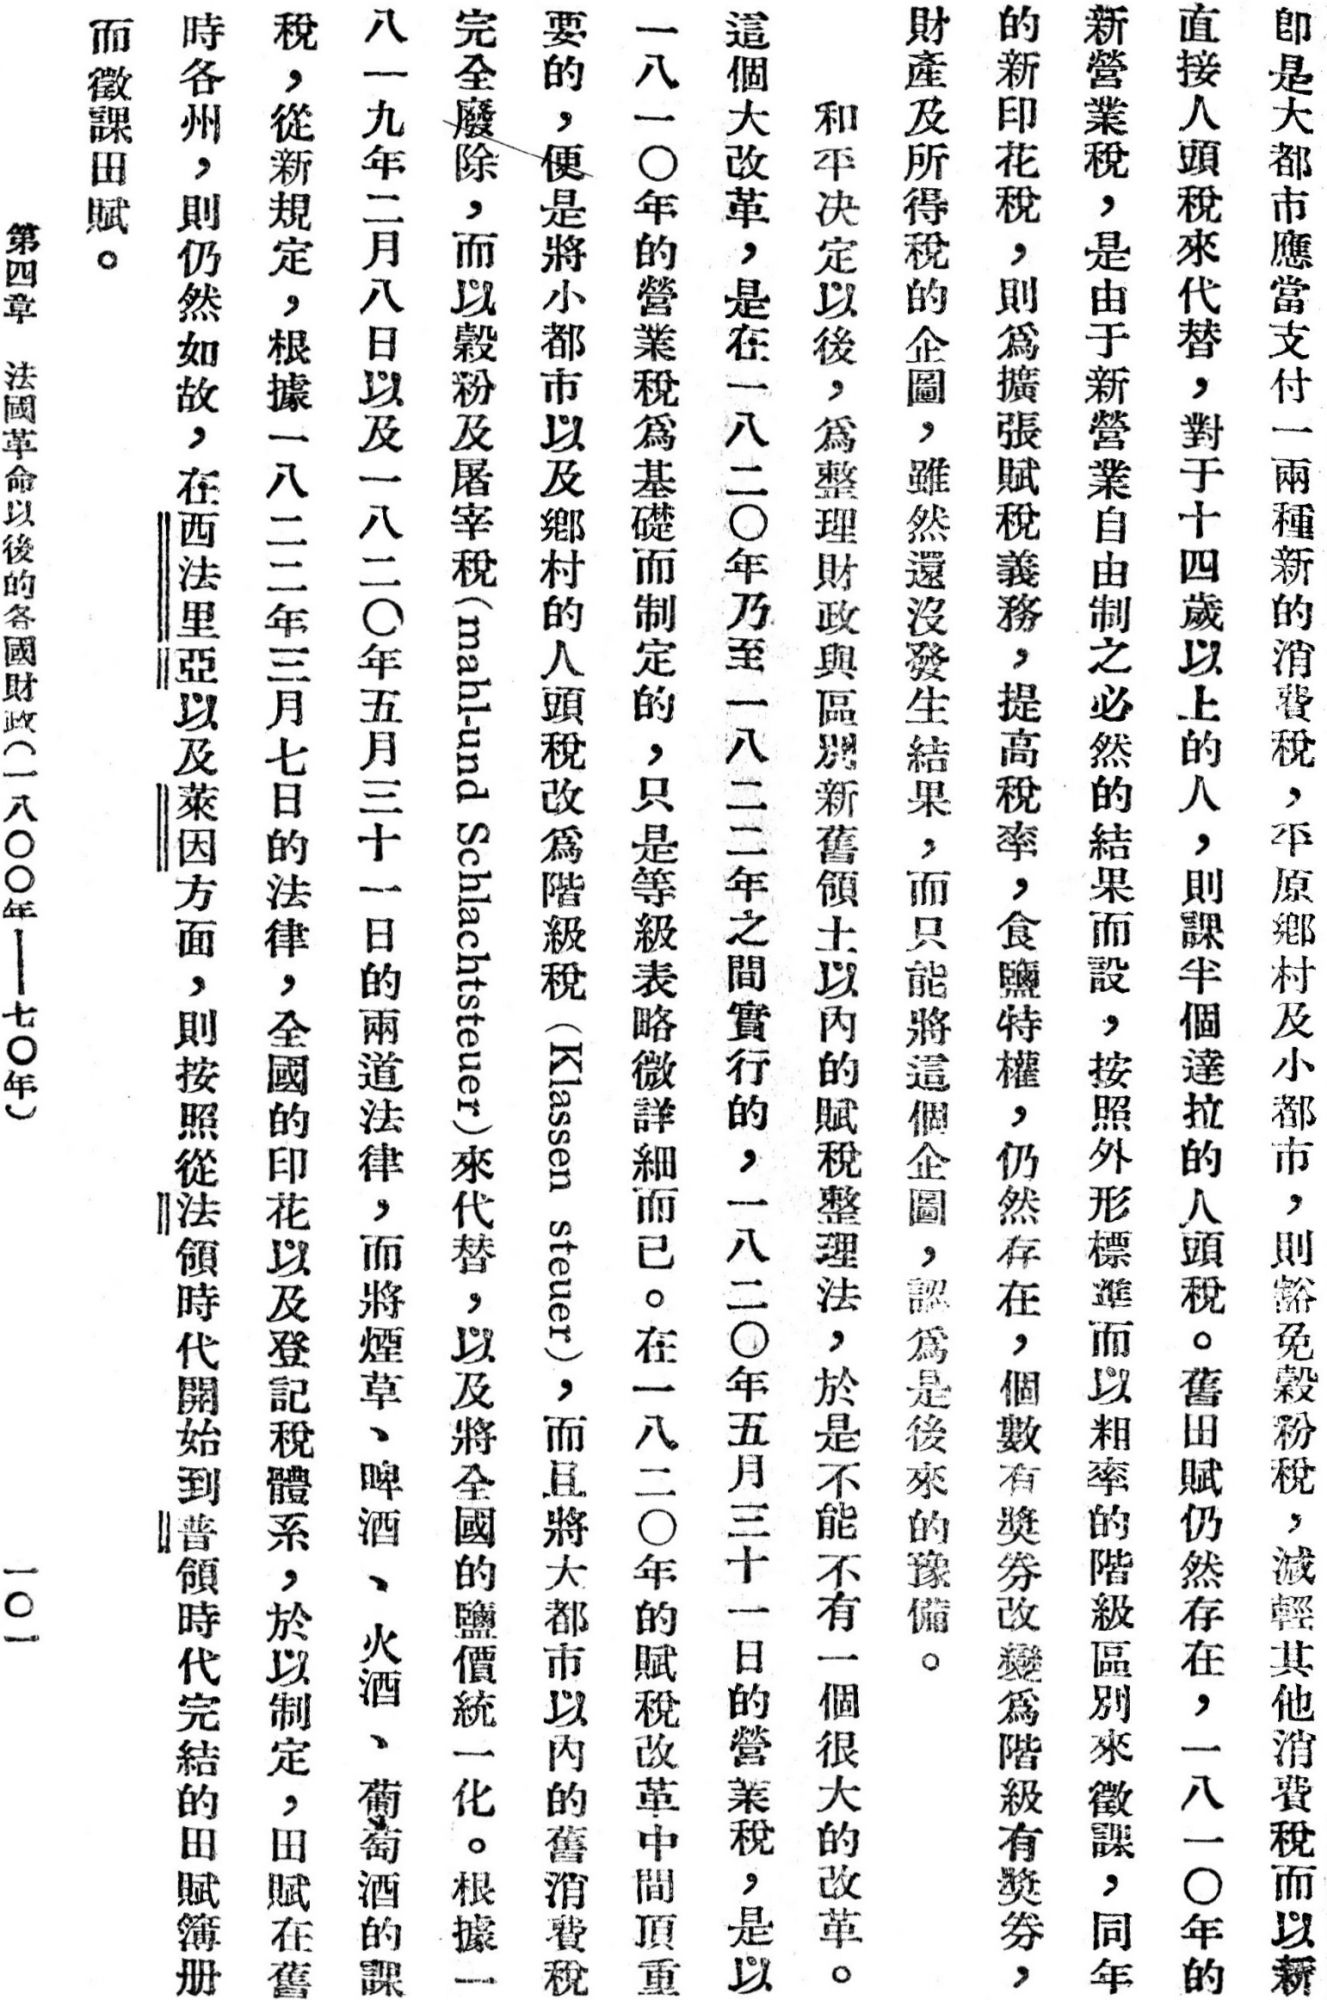 卽是大都市應當支付一兩種新的消費稅，平原鄕村及小都市，則豁免穀粉稅，減輕其他消費稅而以新
直接人頭稅來代替，對于十四歲以上的人，則課半個達拉的人頭稅。舊田賦仍然存在，一八一〇年的
新營業稅，是由于新營業自由制之必然的結果而設，按照外形標準而以粗率的階級區別來徵課，同年
的新印花稅，則爲擴張賦稅義務，提高稅率，食鹽特權，仍然存在，個數有獎券改變爲階級有獎券，
財產及所得稅的企圖，雖然還沒發生結果，而只能將這個企圖，認爲是後來的豫備。
和平決定以後，爲整理財政與區別新舊領土以內的賦稅整理法，於是不能不有一個很大的改革。
這個大改革，是在一八二〇年乃至一八二二年之間實行的，一八二〇年五月三十一日的營業稅，是以
一八一〇年的營業稅爲基礎而制定的，只是等級表略微詳細而已。在一八二〇年的賦稅改革中間頂重
要的，便是將小都市以及鄕村的人頭稅改爲階級稅（Klassen steuer），而且將大都市以內的舊消費稅
完全廢除，而以穀粉及屠宰稅（mahl-und Schlachtsteuer）來代替，以及將全國的鹽價統一化。根據一
八一九年二月八日以及一八二〇年五月三十一日的兩道法律，而將煙草、啤酒、火酒、葡萄酒的課
稅，從新規定，根據一八二二年三月七日的法律，全國的印花以及登記稅體系，於以制定，田賦在舊
時各州，則仍然如故，在西法里亞以及萊因方面，則按照從法領時代開始到普領時代完結的田賦簿册
而徵課田賦。
第四章　法國革命以後的各國財政（一八〇〇年——七〇年）
一〇一